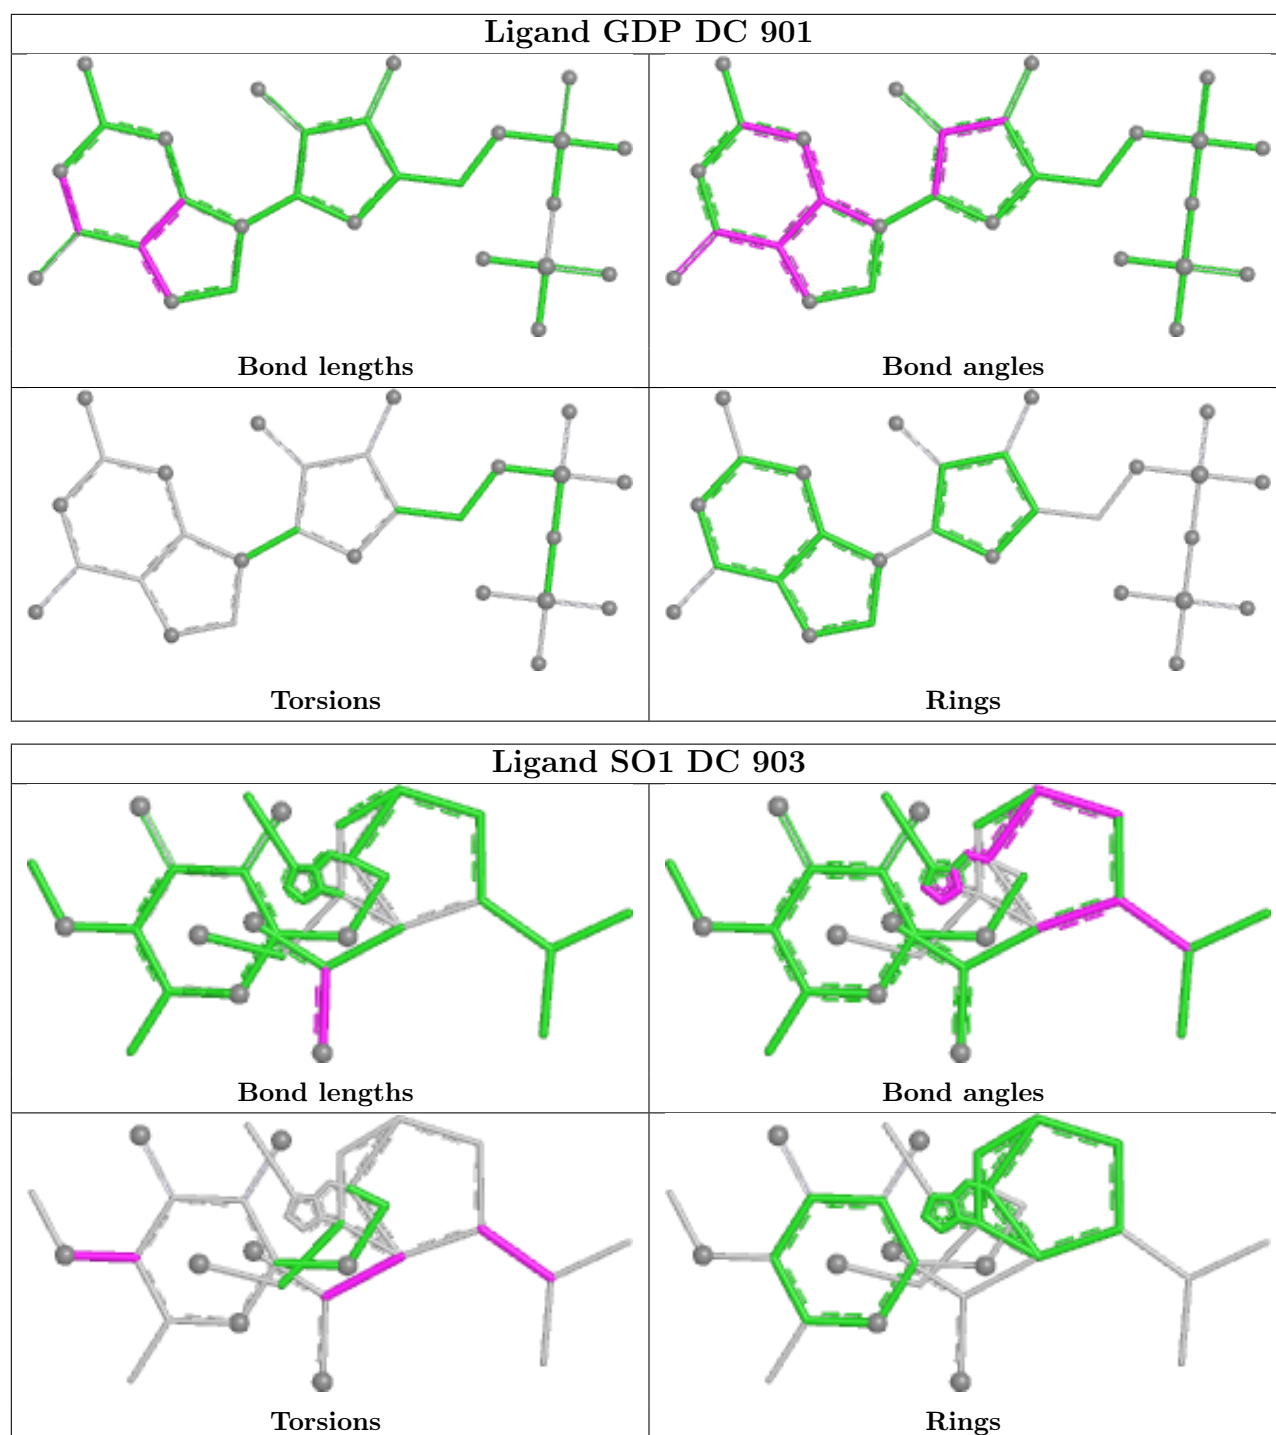 Ligand GDP DC 901
Bond lengths
Bond angles
Torsions
Rings
Ligand SO1 DC 903
Bond lengths
Bond angles
Torsions
Rings